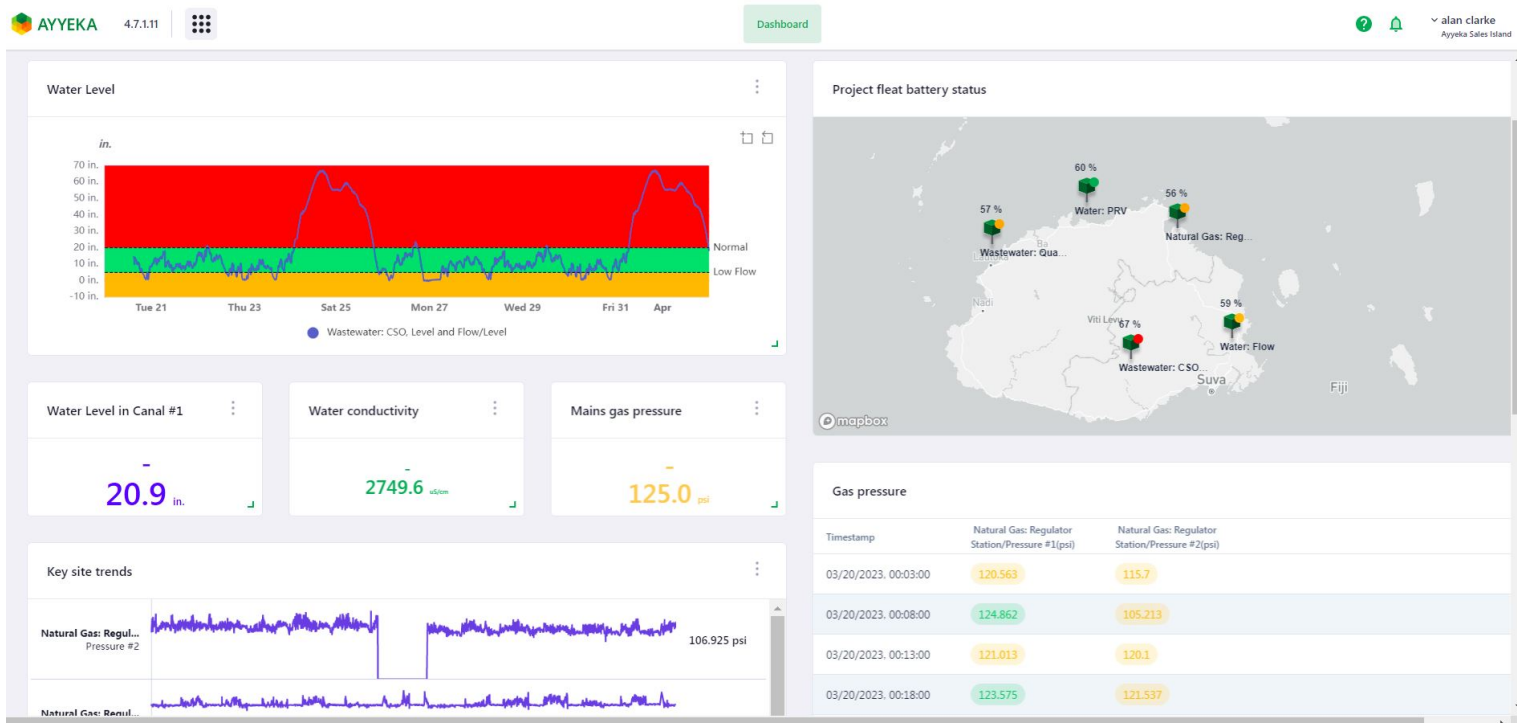 AYYEKA 4.7.1.11
Dashboard
alan clarke
Ayyeka Sales Island
Water Level
in.
70 in.
60 in.
50 in.
40 in.
30 in.
20 in.
10 in.
0 in.
-10 in.
Normal
Low Flow
Tue 21 Thu 23 Sat 25 Mon 27 Wed 29 Fri 31 Apr
Wastewater: CSO, Level and Flow/Level
Water Level in Canal #1
-
20.9 in.
Water conductivity
-
2749.6 uS/cm
Mains gas pressure
-
125.0 psi
Key site trends
Natural Gas: Regul...
Pressure #2
106.925 psi
Natural Gas: Regul...
Project fleat battery status
60 %
Water: PRV
56 %
Natural Gas: Reg...
57 %
Wastewater: Qua...
Ba
Lautoka
Nadi
Viti Levu
67 %
Wastewater: CSO...
59 %
Water: Flow
Suva
Fiji
mapbox
Gas pressure
Timestamp
Natural Gas: Regulator
Station/Pressure #1(psi)
Natural Gas: Regulator
Station/Pressure #2(psi)
03/20/2023, 00:03:00 120.563 115.7
03/20/2023, 00:08:00 124.862 105.213
03/20/2023, 00:13:00 121.013 120.1
03/20/2023, 00:18:00 123.575 121.537